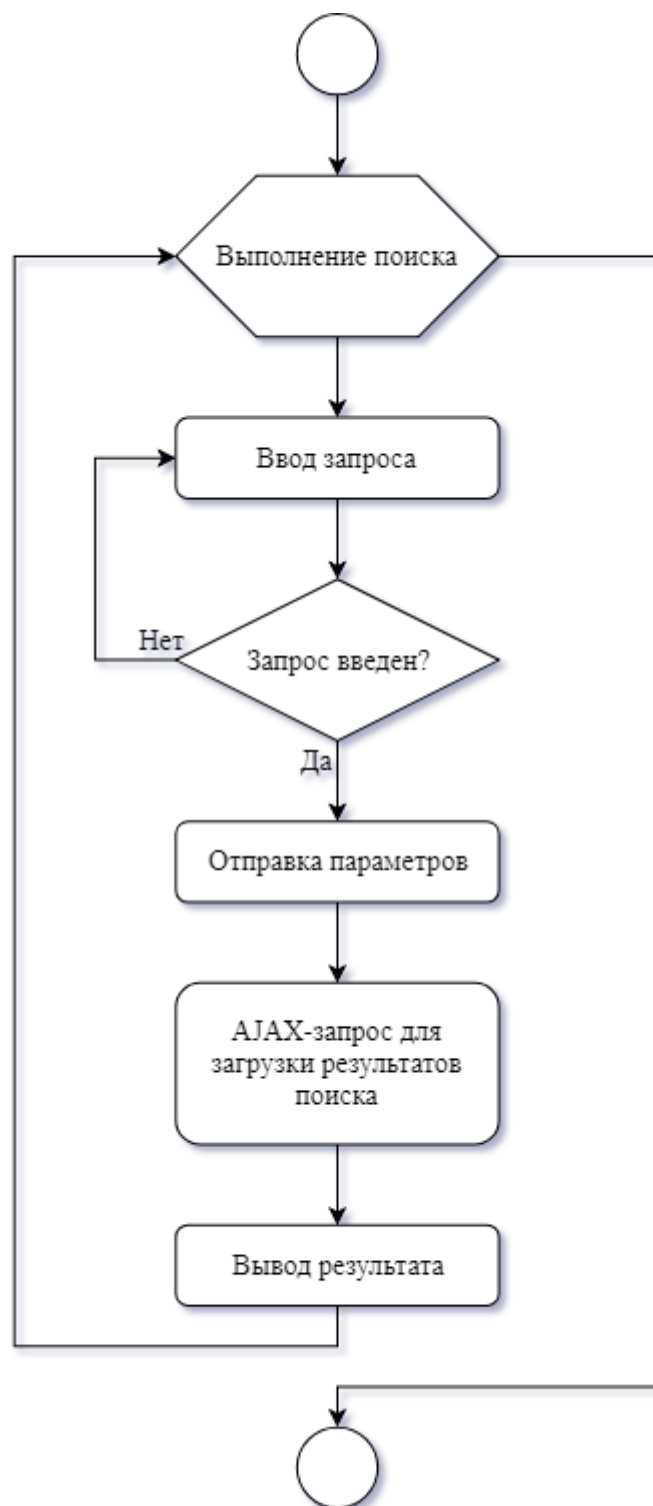 Выполнение поиска
Ввод запроса
Нет
Запрос введен?
Да
Отправка параметров
AJAX-запрос для
загрузки результатов
поиска
Вывод результата